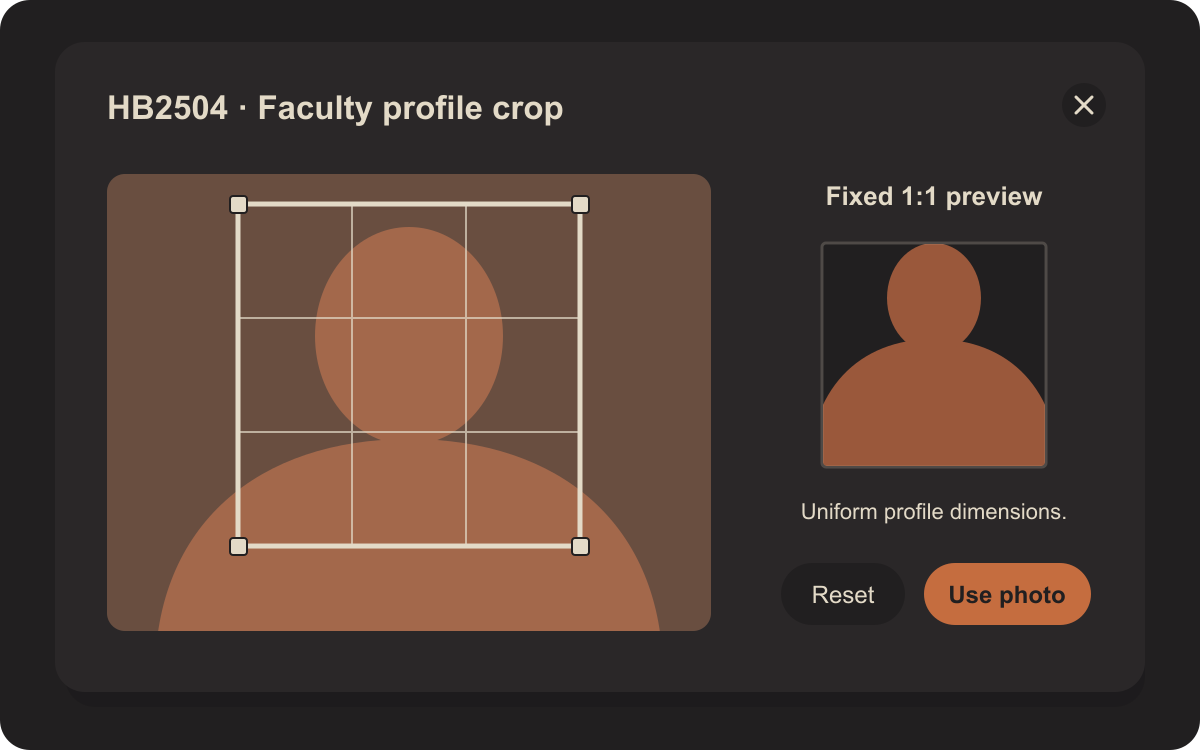 HB2504 · Faculty profile crop
Fixed 1:1 preview
Uniform profile dimensions.
Reset
Use photo